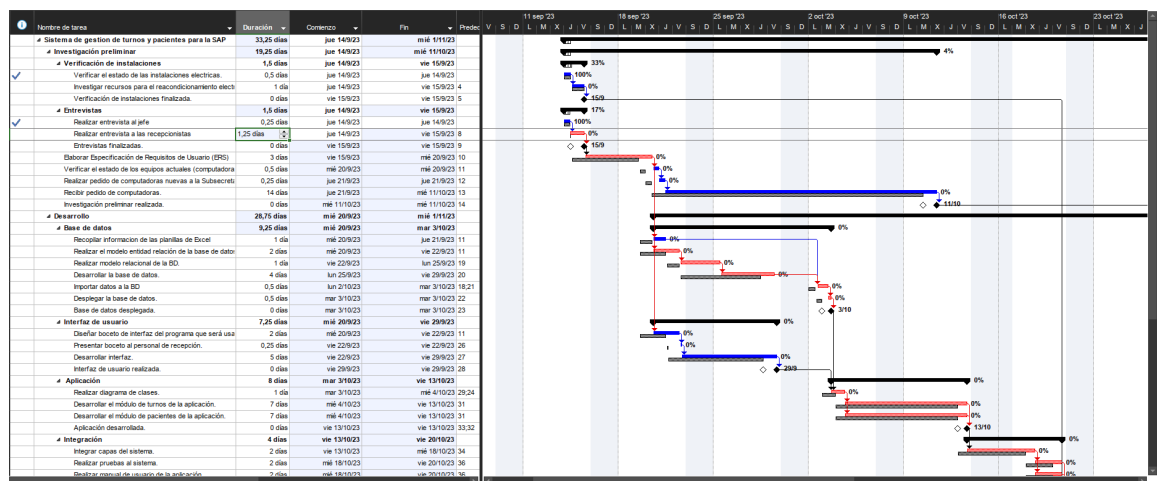 11 sep '23 18 sep '23 25 sep '23 2 oct '23 9 oct '23 16 oct '23 23 oct '23
Nombre de tarea Duración Comienzo Fin Predec V S D L M X J V S D L M X J V S D L M X J V S D L M X J V S D L M X J V S D L M X J V S D L M X J
Sistema de gestion de turnos y pacientes para la SAP 33,25 días jue 14/9/23 mié 1/11/23
Investigación preliminar 19,25 días jue 14/9/23 mié 11/10/23 4%
Verificación de instalaciones 1,5 días jue 14/9/23 vie 15/9/23 33%
Verificar el estado de las instalaciones electricas. 0,5 días jue 14/9/23 jue 14/9/23 100%
Investigar recursos para el reacondicionamiento electi 1 día jue 14/9/23 vie 15/9/23 4 0%
Verificación de instalaciones finalizada. 0 días vie 15/9/23 vie 15/9/23 5 15/9
Entrevistas 1,5 días jue 14/9/23 vie 15/9/23 17%
Realizar entrevista al jefe 0,25 días jue 14/9/23 jue 14/9/23 100%
Realizar entrevista a las recepcionistas 1,25 días jue 14/9/23 vie 15/9/23 8 0%
Entrevistas finalizadas. 0 días vie 15/9/23 vie 15/9/23 9 15/9
Elaborar Especificación de Requisitos de Usuario (ERS) 3 días vie 15/9/23 mié 20/9/23 10 0%
Verificar el estado de los equipos actuales (computadora 0,5 días mié 20/9/23 mié 20/9/23 11 0%
Realizar pedido de computadoras nuevas a la Subsecret 0,25 días jue 21/9/23 jue 21/9/23 12 0%
Recibir pedido de computadoras. 14 días jue 21/9/23 mié 11/10/23 13 0%
Investigación preliminar realizada. 0 días mié 11/10/23 mié 11/10/23 14 11/10
Desarrollo 28,75 días mié 20/9/23 mié 1/11/23
Base de datos 9,25 días mié 20/9/23 mar 3/10/23 0%
Recopilar informacion de las planillas de Excel 1 día mié 20/9/23 jue 21/9/23 11 0%
Realizar el modelo entidad relación de la base de dato 2 días mié 20/9/23 vie 22/9/23 11 0%
Realizar modelo relacional de la BD. 1 día vie 22/9/23 lun 25/9/23 19 0%
Desarrollar la base de datos. 4 días lun 25/9/23 vie 29/9/23 20 0%
Importar datos a la BD 0,5 días lun 2/10/23 mar 3/10/23 18;21 0%
Desplegar la base de datos. 0,5 días mar 3/10/23 mar 3/10/23 22 0%
Base de datos desplegada. 0 días mar 3/10/23 mar 3/10/23 23 3/10
Interfaz de usuario 7,25 días mié 20/9/23 vie 29/9/23 0%
Diseñar boceto de interfaz del programa que será usa 2 días mié 20/9/23 vie 22/9/23 11 0%
Presentar boceto al personal de recepción. 0,25 días vie 22/9/23 vie 22/9/23 26 0%
Desarrollar interfaz. 5 días vie 22/9/23 vie 29/9/23 27 0%
Interfaz de usuario realizada. 0 días vie 29/9/23 vie 29/9/23 28 29/9
Aplicación 8 días mar 3/10/23 vie 13/10/23 0%
Realizar diagrama de clases. 1 día mar 3/10/23 mié 4/10/23 29;24 0%
Desarrollar el módulo de turnos de la aplicación. 7 días mié 4/10/23 vie 13/10/23 31 0%
Desarrollar el módulo de pacientes de la aplicación. 7 días mié 4/10/23 vie 13/10/23 31 0%
Aplicación desarrollada. 0 días vie 13/10/23 vie 13/10/23 33;32 13/10
Integración 4 días vie 13/10/23 vie 20/10/23 0%
Integrar capas del sistema. 2 días vie 13/10/23 mié 18/10/23 34 0%
Realizar pruebas al sistema. 2 días mié 18/10/23 vie 20/10/23 36 0%
Realizar manual de usuario de la aplicación 2 días mié 18/10/23 vie 20/10/23 36 0%